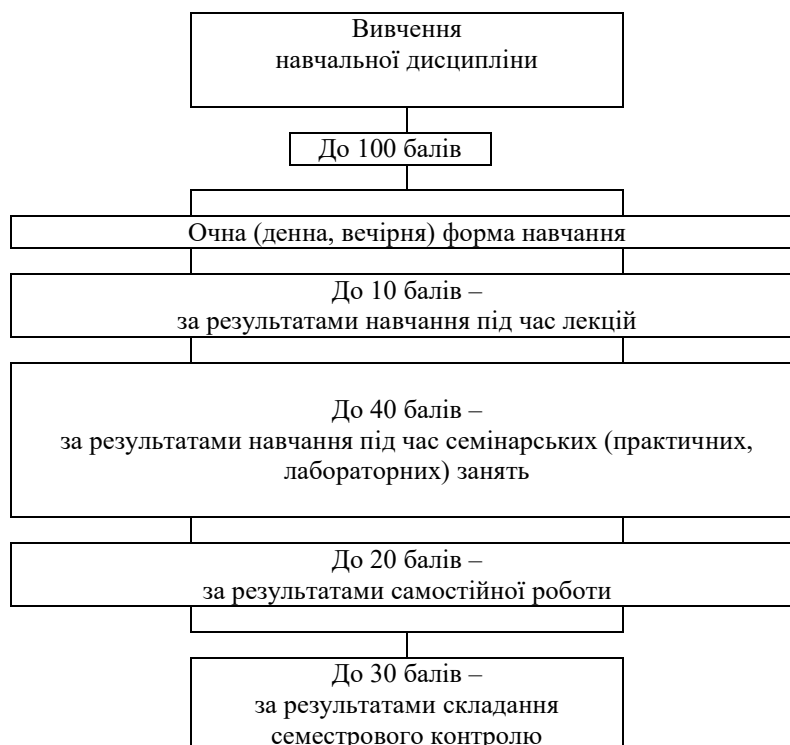 Вивчення
навчальної дисципліни
До 100 балів
Очна (денна, вечірня) форма навчання
До 10 балів –
за результатами навчання під час лекцій
До 40 балів –
за результатами навчання під час семінарських (практичних,
лабораторних) занять
До 20 балів –
за результатами самостійної роботи
До 30 балів –
за результатами складання
семестрового контролю